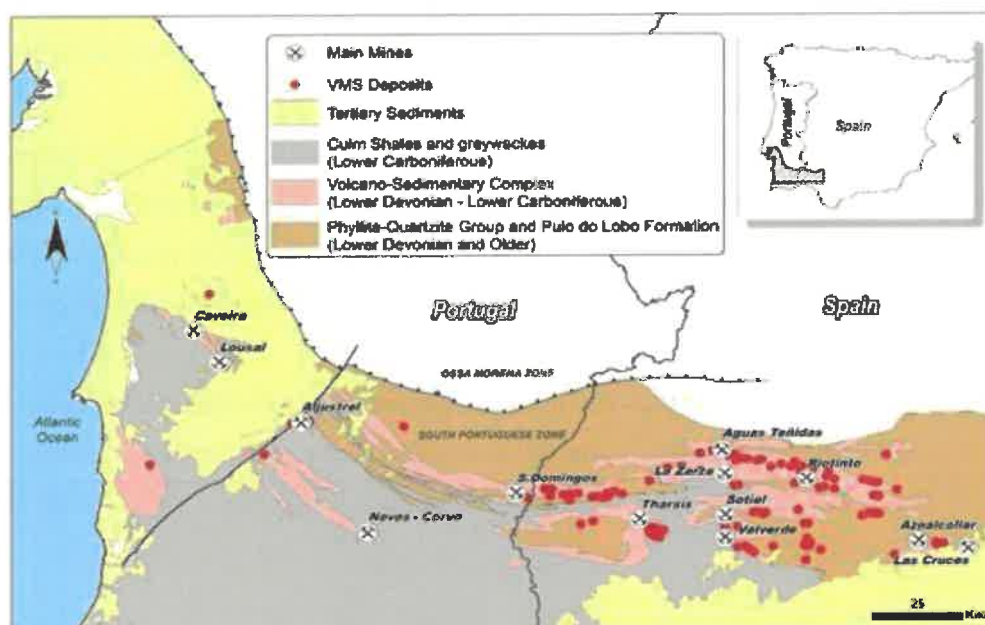 Main Mines
VMS Deposits
Tertiary Sediments
Culm Shales and greywackes
(Lower Carboniferous)
Volcano-Sedimentary Complex
(Lower Devonian - Lower Carboniferous)
Phyllite-Quartzite Group and Pulo do Lobo Formation
(Lower Devonian and Older)
Portugal
Spain
Portugal
Spain
Caveira
Lousal
OSSA MORENA ZONE
Atlantic
Ocean
Aljustrel
SOUTH PORTUGUESE ZONE
Aguas Teñidas
La Zarza
Riotinto
S.Domingos
Tharsis
Sotiel
Neves - Corvo
Valverde
Aznalcollar
Las Cruces
25
Km